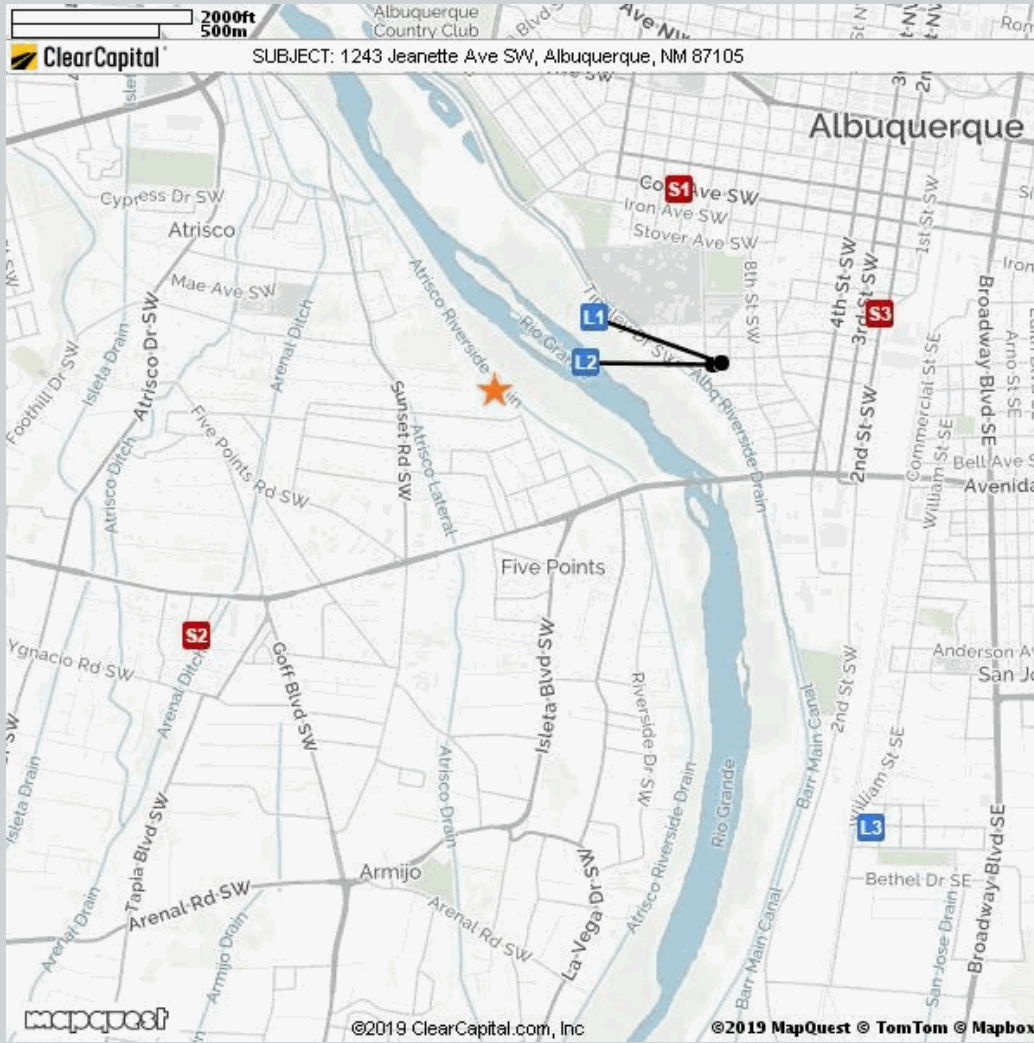 2000ft
500m
Albuquerque
Country Club
ClearCapital
SUBJECT: 1243 Jeanette Ave SW, Albuquerque, NM 87105
Albuquerque
Cypress Dr SW
S1
Iron Ave SW
Stover Ave SW
Atrisco
Mae Ave SW
8th St SW
1st St SW
4th St SW
3rd St SW
S3
L1
L2
Rio Grande
Atrisco Riverside Drain
Albq Riverside Drain
Arenal Ditch
Atrisco Dr SW
Isleta Drain
Foothill Dr SW
Sunset Rd SW
Atrisco Lateral
Five Points Rd SW
Atrisco Ditch
2nd St SW
Commercial St SE
William St SE
Broadway Blvd SE
Arno St SE
Bell Ave S
Avenida
Five Points
S2
Ygnacio Rd SW
Arenal Ditch
Goff Blvd SW
Isleta Blvd SW
Riverside Dr SW
Anderson Av
San Jo
2nd St SW
Barr Main Canal
William St SE
Isleta Drain
Atrisco Drain
Rio Grande
Atrisco Riverside Drain
L3
Tapia Blvd SW
Armijo
Arenal Rd SW
Arenal Rd SW
La Vega Dr SW
Bethel Dr SE
Broadway Blvd SE
Arenal Drain
Armijo Drain
Barr Main Canal
San Jose Drain
mapquest
©2019 ClearCapital.com, Inc
©2019 MapQuest © TomTom © Mapbox